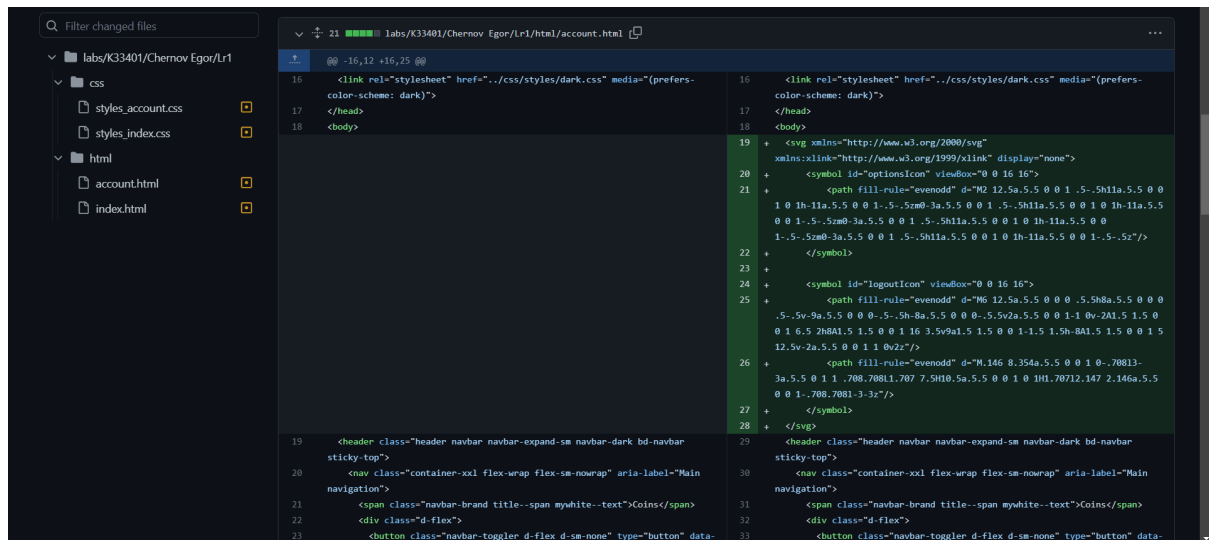 Filter changed files
labs/K33401/Chernov Egor/Lr1
css
styles_account.css
styles_index.css
html
account.html
index.html
21 labs/K33401/Chernov Egor/Lr1/html/account.html
@@ -16,12 +16,25 @@
16 <link rel="stylesheet" href="../css/styles/dark.css" media="(prefers-
color-scheme: dark)">
17 </head>
18 <body>
19 <header class="header navbar navbar-expand-sm navbar-dark bd-navbar
sticky-top">
20 <nav class="container-xxl flex-wrap flex-sm-nowrap" aria-label="Main
navigation">
21 <span class="navbar-brand title--span mywhite--text">Coins</span>
22 <div class="d-flex">
23 <button class="navbar-toggler d-flex d-sm-none" type="button" data-
16 <link rel="stylesheet" href="../css/styles/dark.css" media="(prefers-
color-scheme: dark)">
17 </head>
18 <body>
19 + <svg xmlns="http://www.w3.org/2000/svg"
xmlns:xlink="http://www.w3.org/1999/xlink" display="none">
20 + <symbol id="optionsIcon" viewBox="0 0 16 16">
21 + <path fill-rule="evenodd" d="M2 12.5a.5.5 0 0 1 .5-.5h11a.5.5 0 0
1 0 1h-11a.5.5 0 0 1-.5-.5zm0-3a.5.5 0 0 1 .5-.5h11a.5.5 0 0 1 0 1h-11a.5.5
0 0 1-.5-.5zm0-3a.5.5 0 0 1 .5-.5h11a.5.5 0 0 1 0 1h-11a.5.5 0 0
1-.5-.5zm0-3a.5.5 0 0 1 .5-.5h11a.5.5 0 0 1 0 1h-11a.5.5 0 0 1-.5-.5z"/>
22 + </symbol>
23 +
24 + <symbol id="logoutIcon" viewBox="0 0 16 16">
25 + <path fill-rule="evenodd" d="M6 12.5a.5.5 0 0 0 .5.5h8a.5.5 0 0 0
.5-.5v-9a.5.5 0 0 0-.5-.5h-8a.5.5 0 0 0-.5.5v2a.5.5 0 0 1-1 0v-2A1.5 1.5 0
0 1 6.5 2h8A1.5 1.5 0 0 1 16 3.5v9a1.5 1.5 0 0 1-1.5 1.5h-8A1.5 1.5 0 0 1 5
12.5v-2a.5.5 0 0 1 1 0v2z"/>
26 + <path fill-rule="evenodd" d="M.146 8.354a.5.5 0 0 1 0-.708l3-
3a.5.5 0 1 1 .708.708L1.707 7.5H10.5a.5.5 0 0 1 0 1H1.707l2.147 2.146a.5.5
0 0 1-.708.708l-3-3z"/>
27 + </symbol>
28 + </svg>
29 <header class="header navbar navbar-expand-sm navbar-dark bd-navbar
sticky-top">
30 <nav class="container-xxl flex-wrap flex-sm-nowrap" aria-label="Main
navigation">
31 <span class="navbar-brand title--span mywhite--text">Coins</span>
32 <div class="d-flex">
33 <button class="navbar-toggler d-flex d-sm-none" type="button" data-